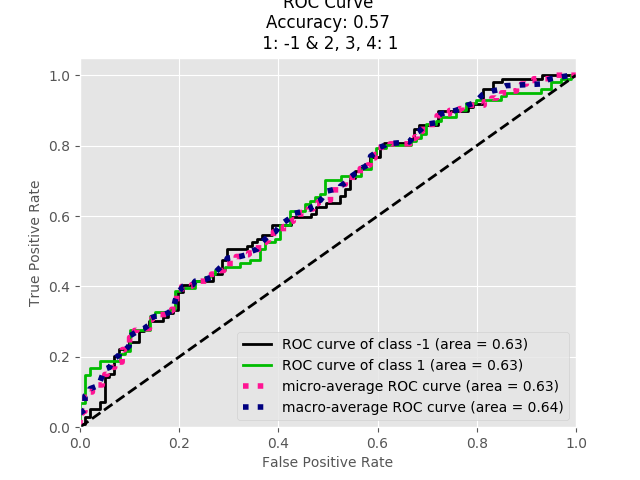 ROC Curve
Accuracy: 0.57
1: -1 & 2, 3, 4: 1
True Positive Rate
1.0
0.8
0.6
0.4
0.2
0.0
ROC curve of class -1 (area = 0.63)
ROC curve of class 1 (area = 0.63)
micro-average ROC curve (area = 0.63)
macro-average ROC curve (area = 0.64)
0.0 0.2 0.4 0.6 0.8 1.0
False Positive Rate